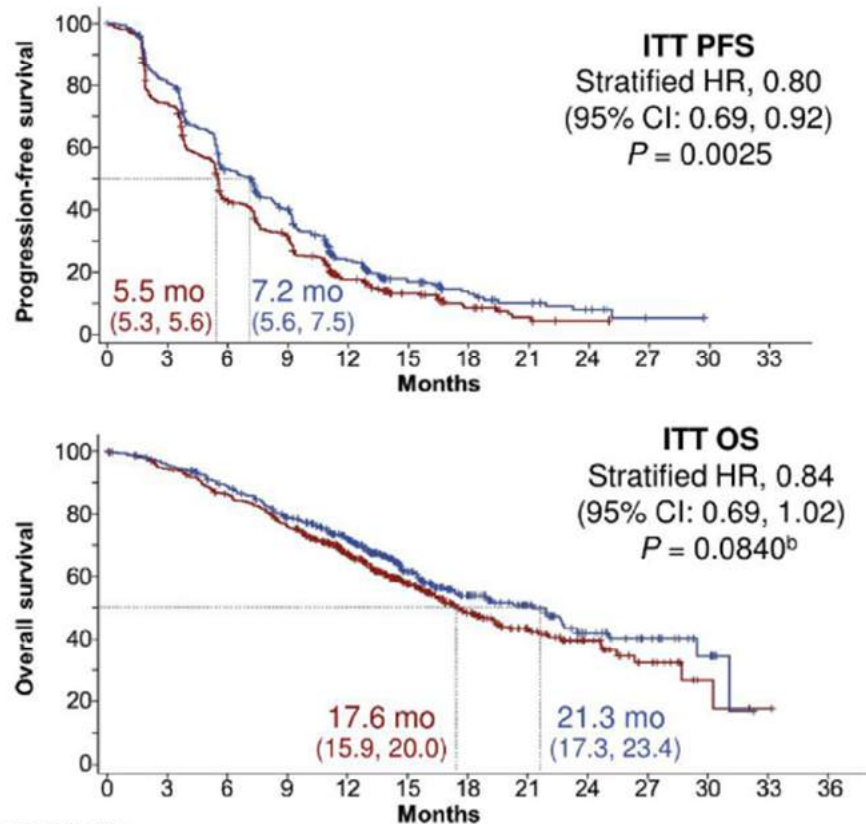 ITT PFS
Stratified HR, 0.80
(95% CI: 0.69, 0.92)
P = 0.0025
Progression-free survival
100
80
60
40
20
0
5.5 mo
(5.3, 5.6)
7.2 mo
(5.6, 7.5)
0 3 6 9 12 15 18 21 24 27 30 33
Months
ITT OS
Stratified HR, 0.84
(95% CI: 0.69, 1.02)
P = 0.0840ᵇ
Overall survival
100
80
60
40
20
0
17.6 mo
(15.9, 20.0)
21.3 mo
(17.3, 23.4)
0 3 6 9 12 15 18 21 24 27 30 33 36
Months